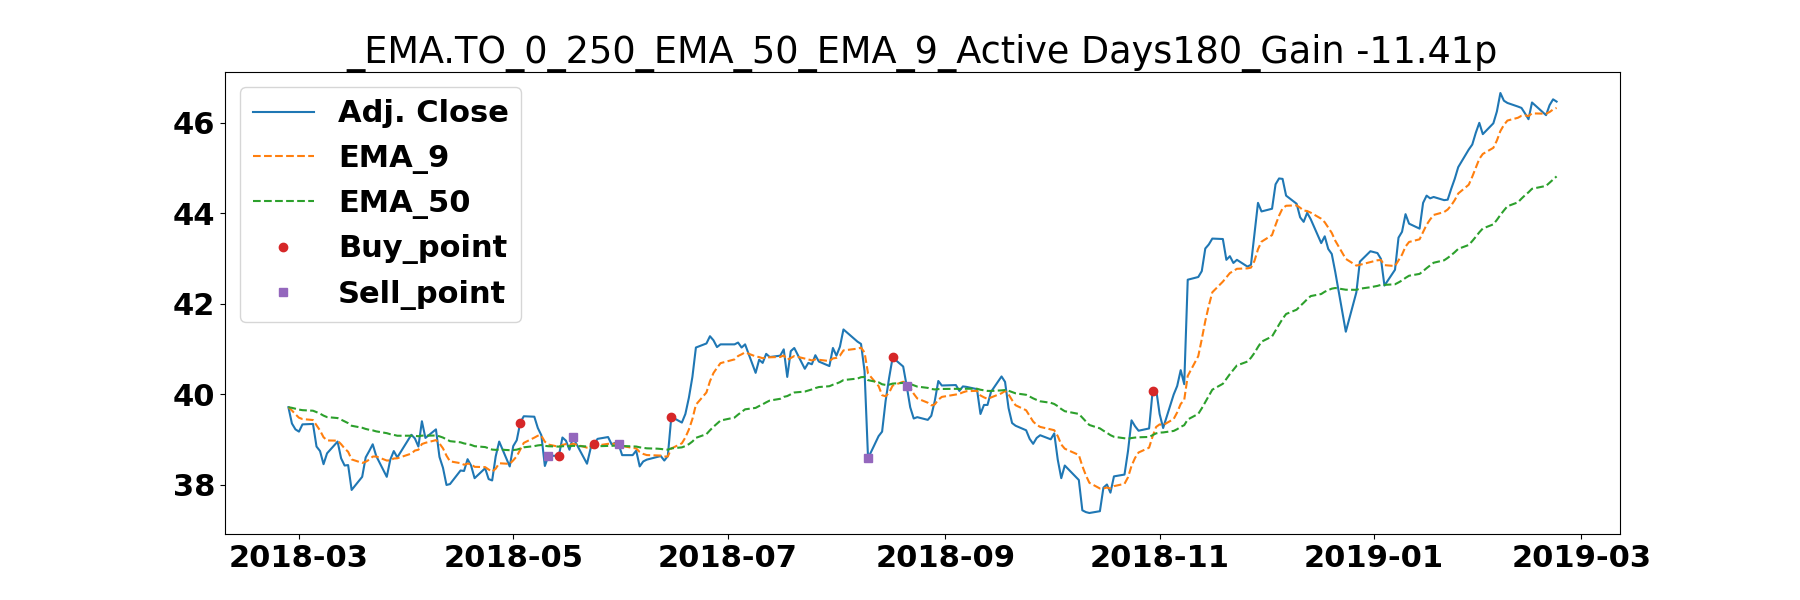 _EMA.TO_0_250_EMA_50_EMA_9_Active Days180_Gain -11.41p
Adj. Close
EMA_9
EMA_50
Buy_point
Sell_point
46
44
42
40
38
2018-03 2018-05 2018-07 2018-09 2018-11 2019-01 2019-03